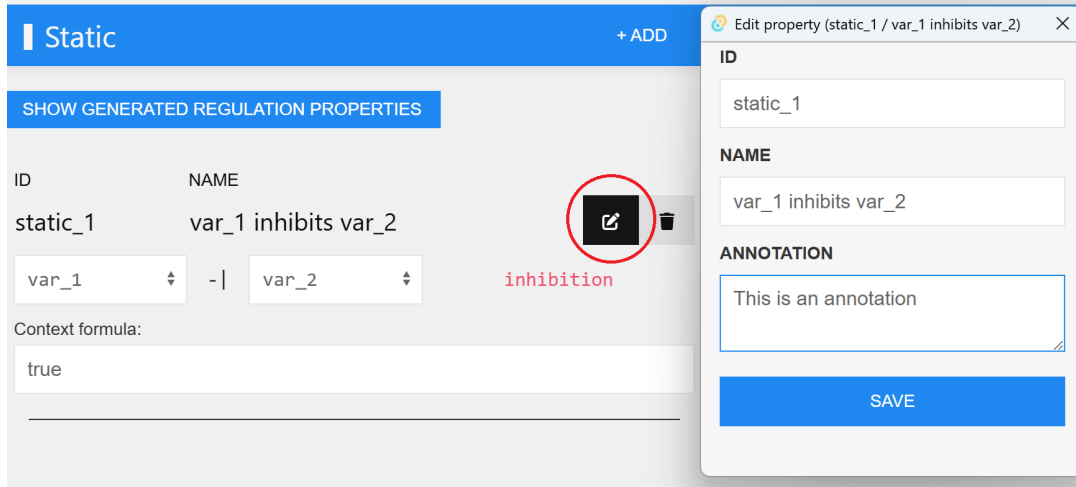 Static
+ ADD
SHOW GENERATED REGULATION PROPERTIES
ID
NAME
static_1
var_1 inhibits var_2
var_1
-|
var_2
inhibition
Context formula:
true
Edit property (static_1 / var_1 inhibits var_2)
ID
static_1
NAME
var_1 inhibits var_2
ANNOTATION
This is an annotation
SAVE